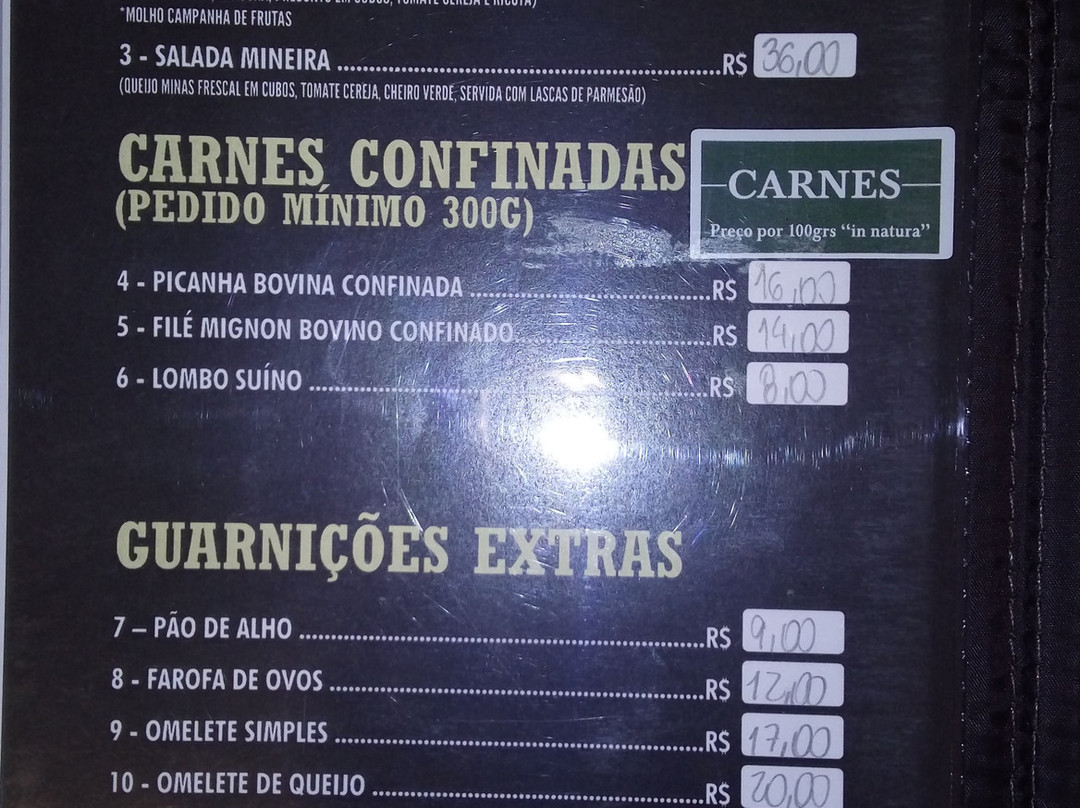 TOMATE CEREJA E RICOTA)
*MOLHO CAMPANHA DE FRUTAS
3 - SALADA MINEIRA ........ R$ 36,00
(QUEIJO MINAS FRESCAL EM CUBOS, TOMATE CEREJA, CHEIRO VERDE, SERVIDA COM LASCAS DE PARMESÃO)
CARNES CONFINADAS
(PEDIDO MÍNIMO 300G)
CARNES
Preço por 100grs “in natura”
4 - PICANHA BOVINA CONFINADA ........ R$ 16,00
5 - FILÉ MIGNON BOVINO CONFINADO ........ R$ 14,00
6 - LOMBO SUÍNO ........ R$ 8,00
GUARNIÇÕES EXTRAS
7 – PÃO DE ALHO ........ R$ 9,00
8 - FAROFA DE OVOS ........ R$ 12,00
9 - OMELETE SIMPLES ........ R$ 17,00
10 - OMELETE DE QUEIJO ........ R$ 20,00